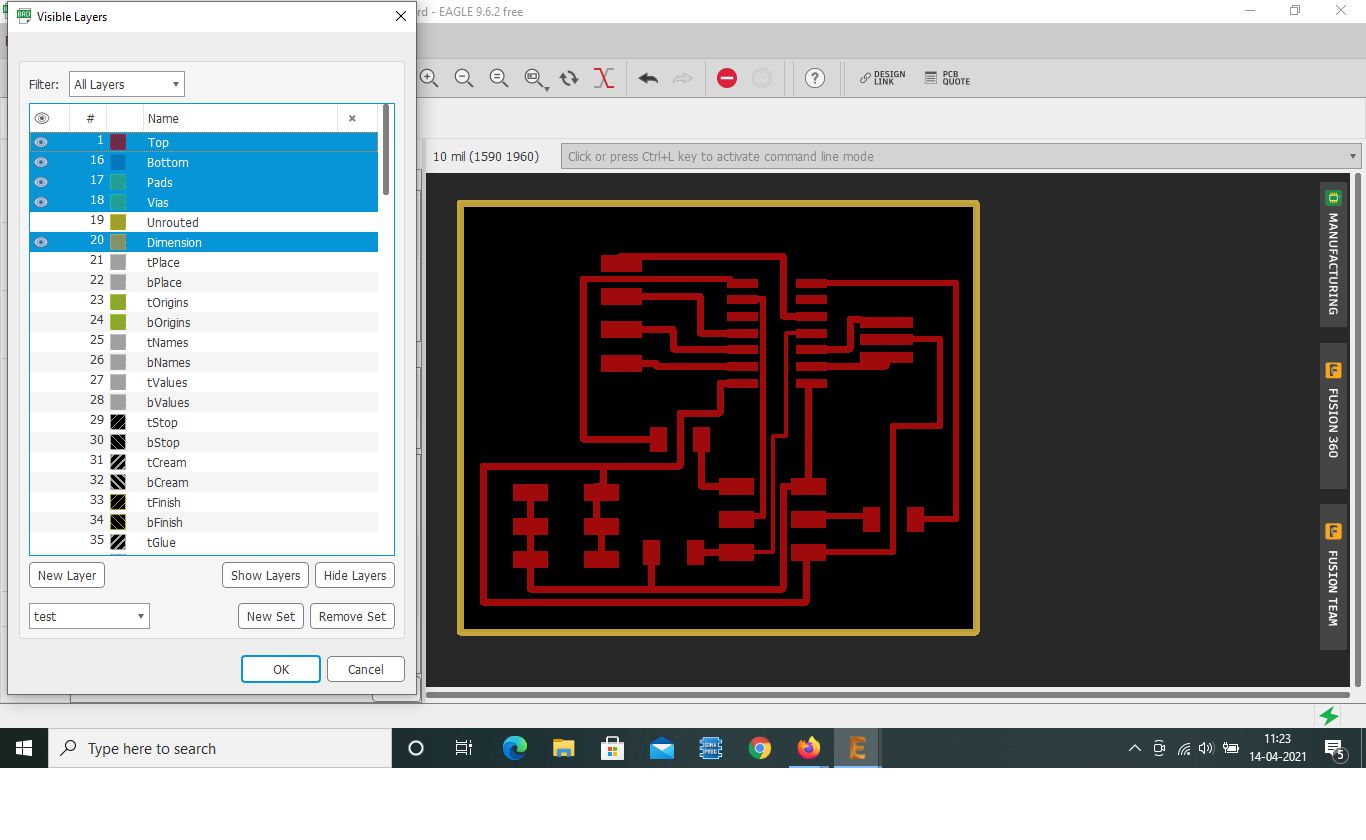 Visible Layers
rd - EAGLE 9.6.2 free
Filter:
All Layers
DESIGN
LINK
PCB
QUOTE
# Name
1 Top
16 Bottom
17 Pads
18 Vias
19 Unrouted
20 Dimension
21 tPlace
22 bPlace
23 tOrigins
24 bOrigins
25 tNames
26 bNames
27 tValues
28 bValues
29 tStop
30 bStop
31 tCream
32 bCream
33 tFinish
34 bFinish
35 tGlue
10 mil (1590 1960)
Click or press Ctrl+L key to activate command line mode
MANUFACTURING
FUSION 360
FUSION TEAM
New Layer
Show Layers
Hide Layers
test
New Set
Remove Set
OK
Cancel
Type here to search
11:23
14-04-2021
5